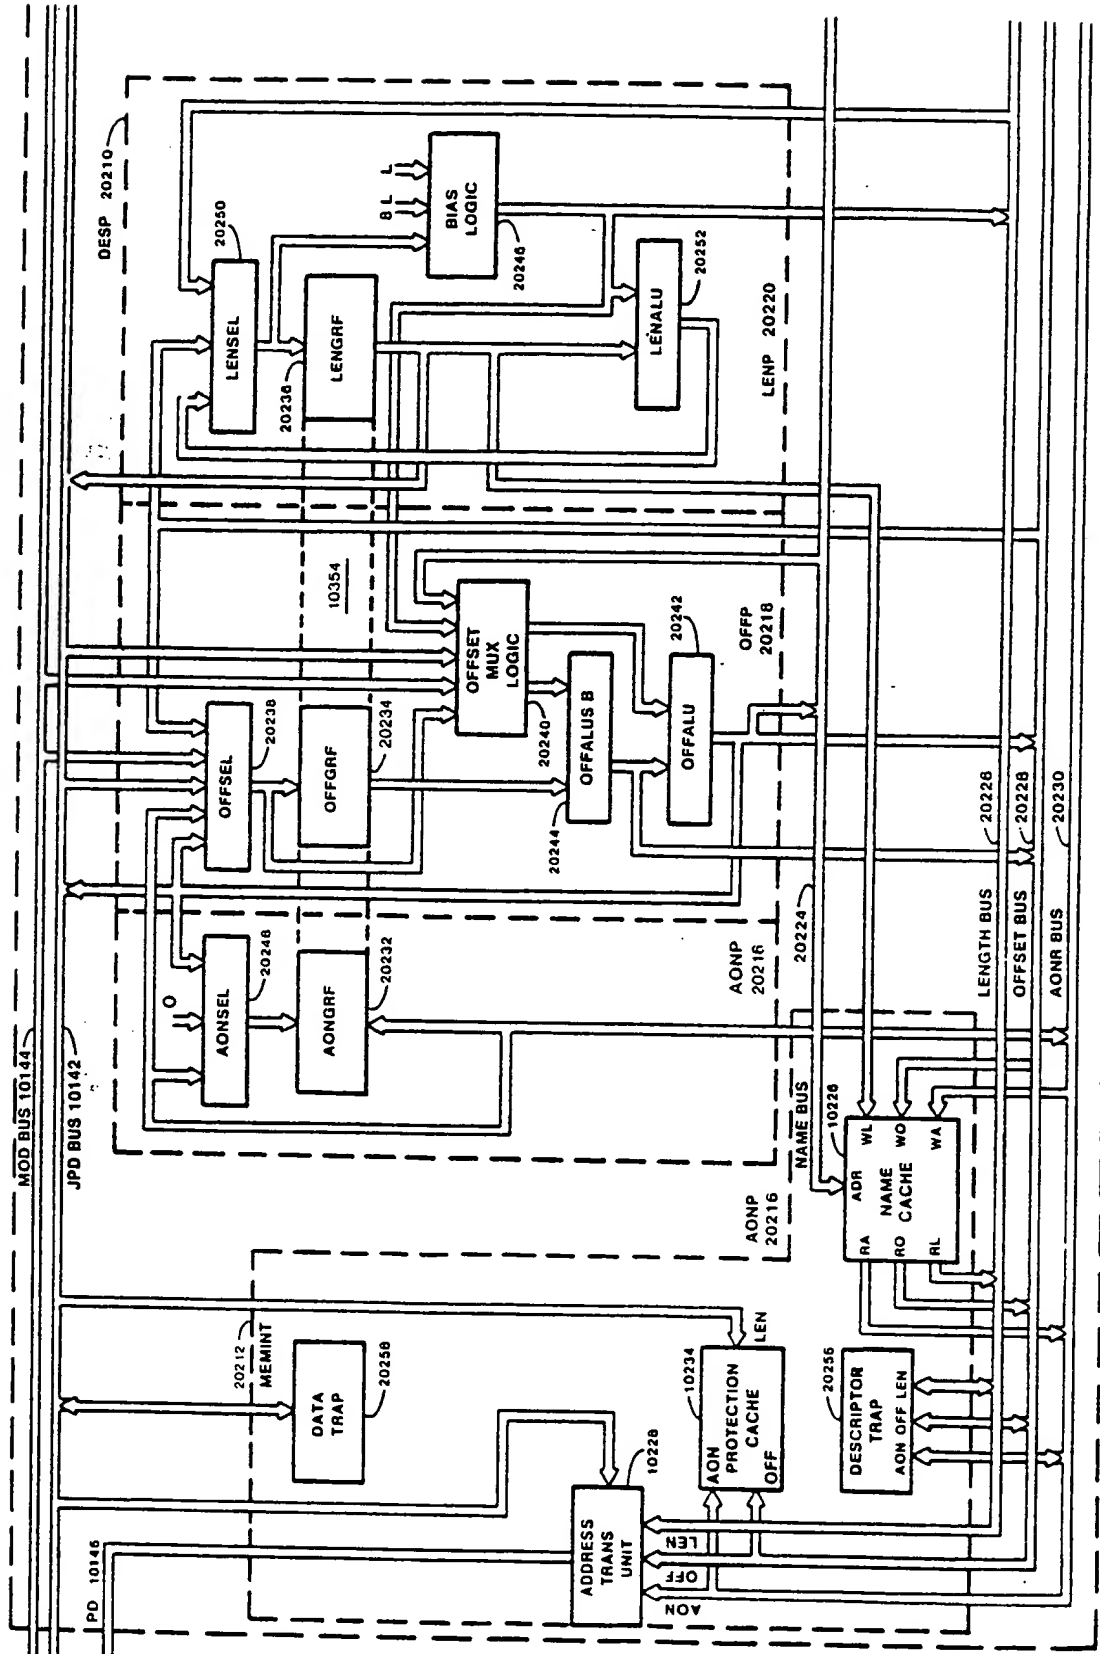 MOD BUS 10144
JPD BUS 10142
PD 10146
DESP 20210
LENSEL
20250
LENGRF
20236
BIAS LOGIC
20246
B L
L
LENALU
20252
LENP 20220
10354
OFFSEL
20238
OFFGRF
20234
OFFSET MUX LOGIC
20240
OFFALUS B
20244
OFFALU
20242
OFFP 20218
AONSEL
20248
O
AONGRF
20232
AONP 20216
20224
LENGTH BUS
20226
OFFSET BUS
20228
AONR BUS
20230
NAME BUS
10226
ADR
NAME CACHE
WL
WO
WA
RA
RO
RL
AONP 20216
20212
MEMINT
DATA TRAP
20258
LEN
10234
AON
PROTECTION CACHE
OFF
20256
DESCRIPTOR TRAP
AON OFF LEN
10228
ADDRESS TRANS UNIT
LEN
OFF
AON